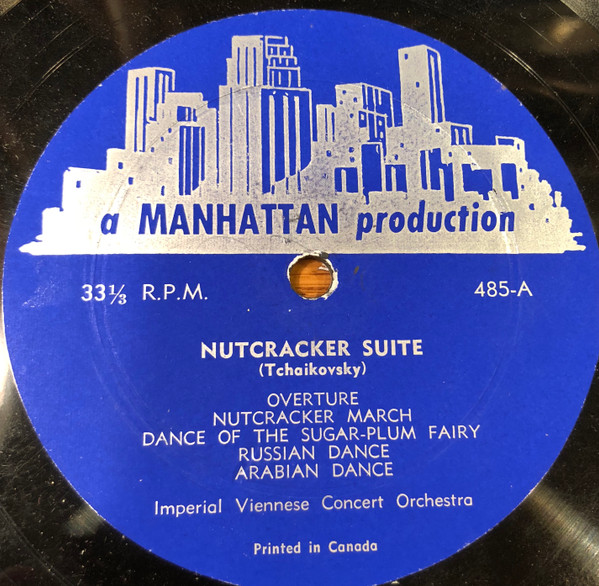 a MANHATTAN production
33⅓ R.P.M. 485-A
NUTCRACKER SUITE
(Tchaikovsky)
OVERTURE
NUTCRACKER MARCH
DANCE OF THE SUGAR-PLUM FAIRY
RUSSIAN DANCE
ARABIAN DANCE
Imperial Viennese Concert Orchestra
Printed in Canada